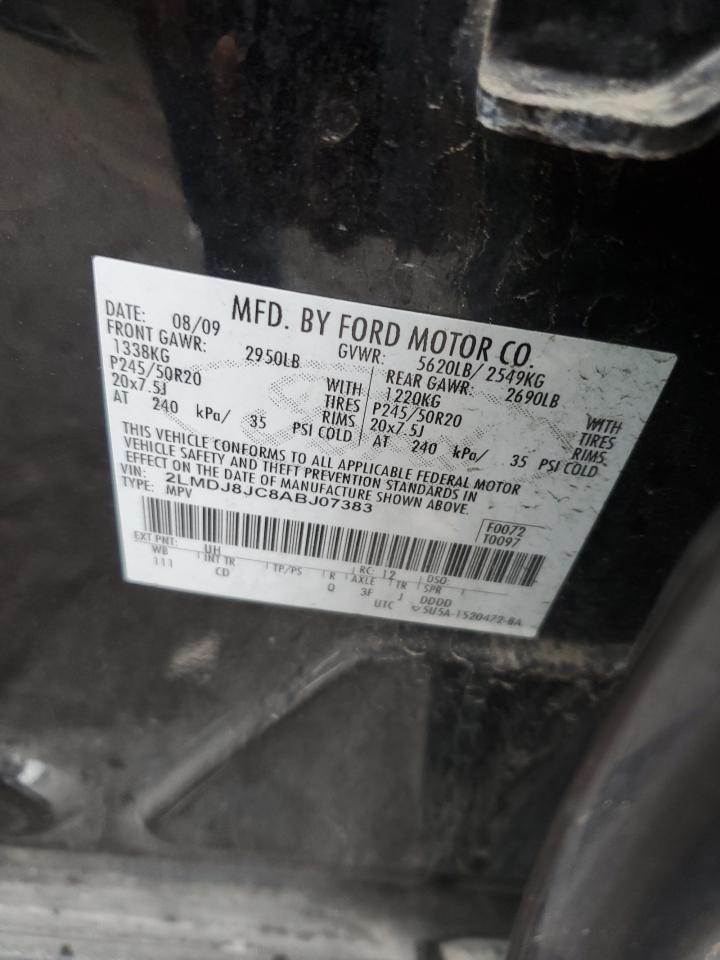 MFD. BY FORD MOTOR CO.
DATE: 08/09 GVWR: 5620LB/ 2549KG
FRONT GAWR: 2950LB REAR GAWR: 2690LB
1338KG WITH 1220KG WITH
P245/50R20 TIRES P245/50R20 TIRES
20x7.5J RIMS 20x7.5J RIMS
AT 240 kPa/ 35 PSI COLD AT 240 kPa/ 35 PSI COLD
THIS VEHICLE CONFORMS TO ALL APPLICABLE FEDERAL MOTOR
VEHICLE SAFETY AND THEFT PREVENTION STANDARDS IN
EFFECT ON THE DATE OF MANUFACTURE SHOWN ABOVE.
VIN: 2LMDJ8JC8ABJ07383
TYPE: MPV
F0072
T0097
EXT PNT: UH RC: 12 DSO:
WB INT TR TP/PS R AXLE TR SPR
111 CD Q 3F J DDDD
UTC 5U5A-1520472-BA